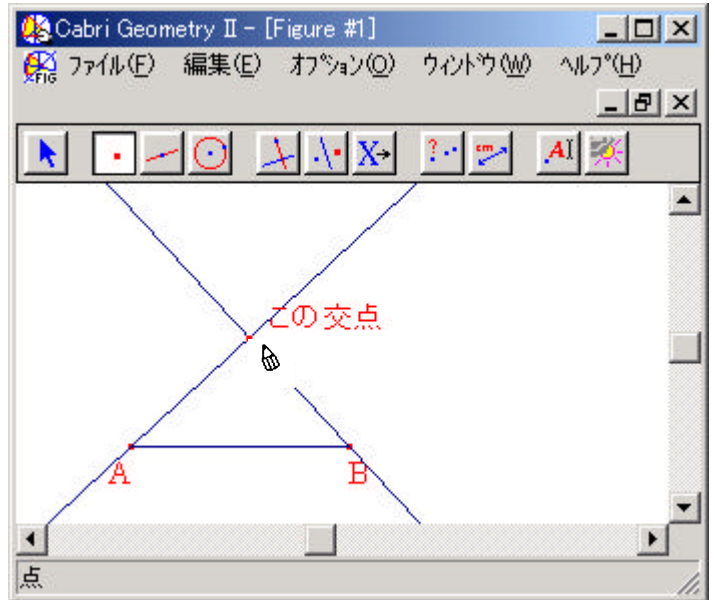 Cabri Geometry II - [Figure #1]
ﾌｧｲﾙ(F) 編集(E) ｵﾌﾟｼｮﾝ(O) ｳｨﾝﾄﾞｳ(W) ﾍﾙﾌﾟ(H)
X ? cm A
この交点
A B
点